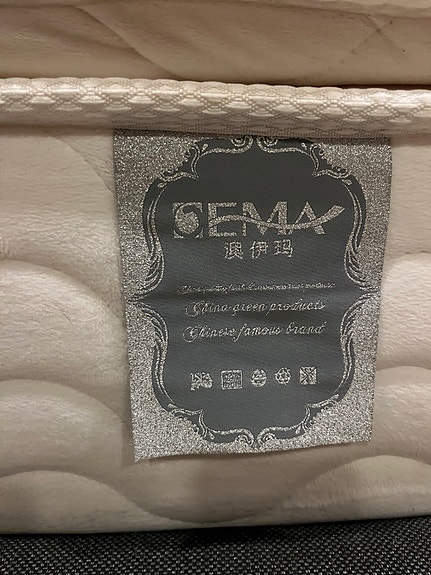 OEMA
澳伊玛
China green products
Chinese famous brand